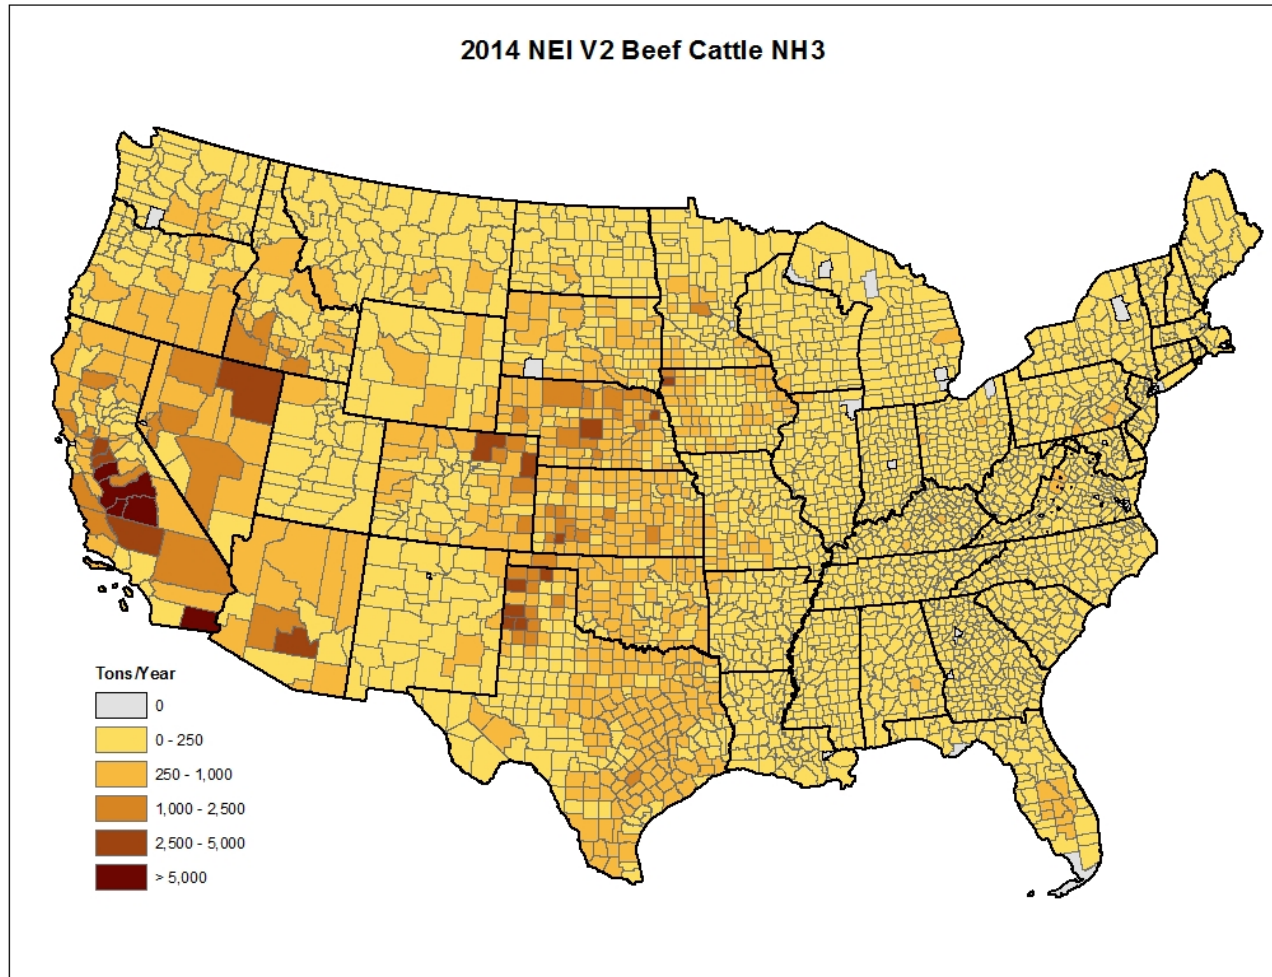 2014 NEI V2 Beef Cattle NH3
Tons/Year
0
0 - 250
250 - 1,000
1,000 - 2,500
2,500 - 5,000
> 5,000